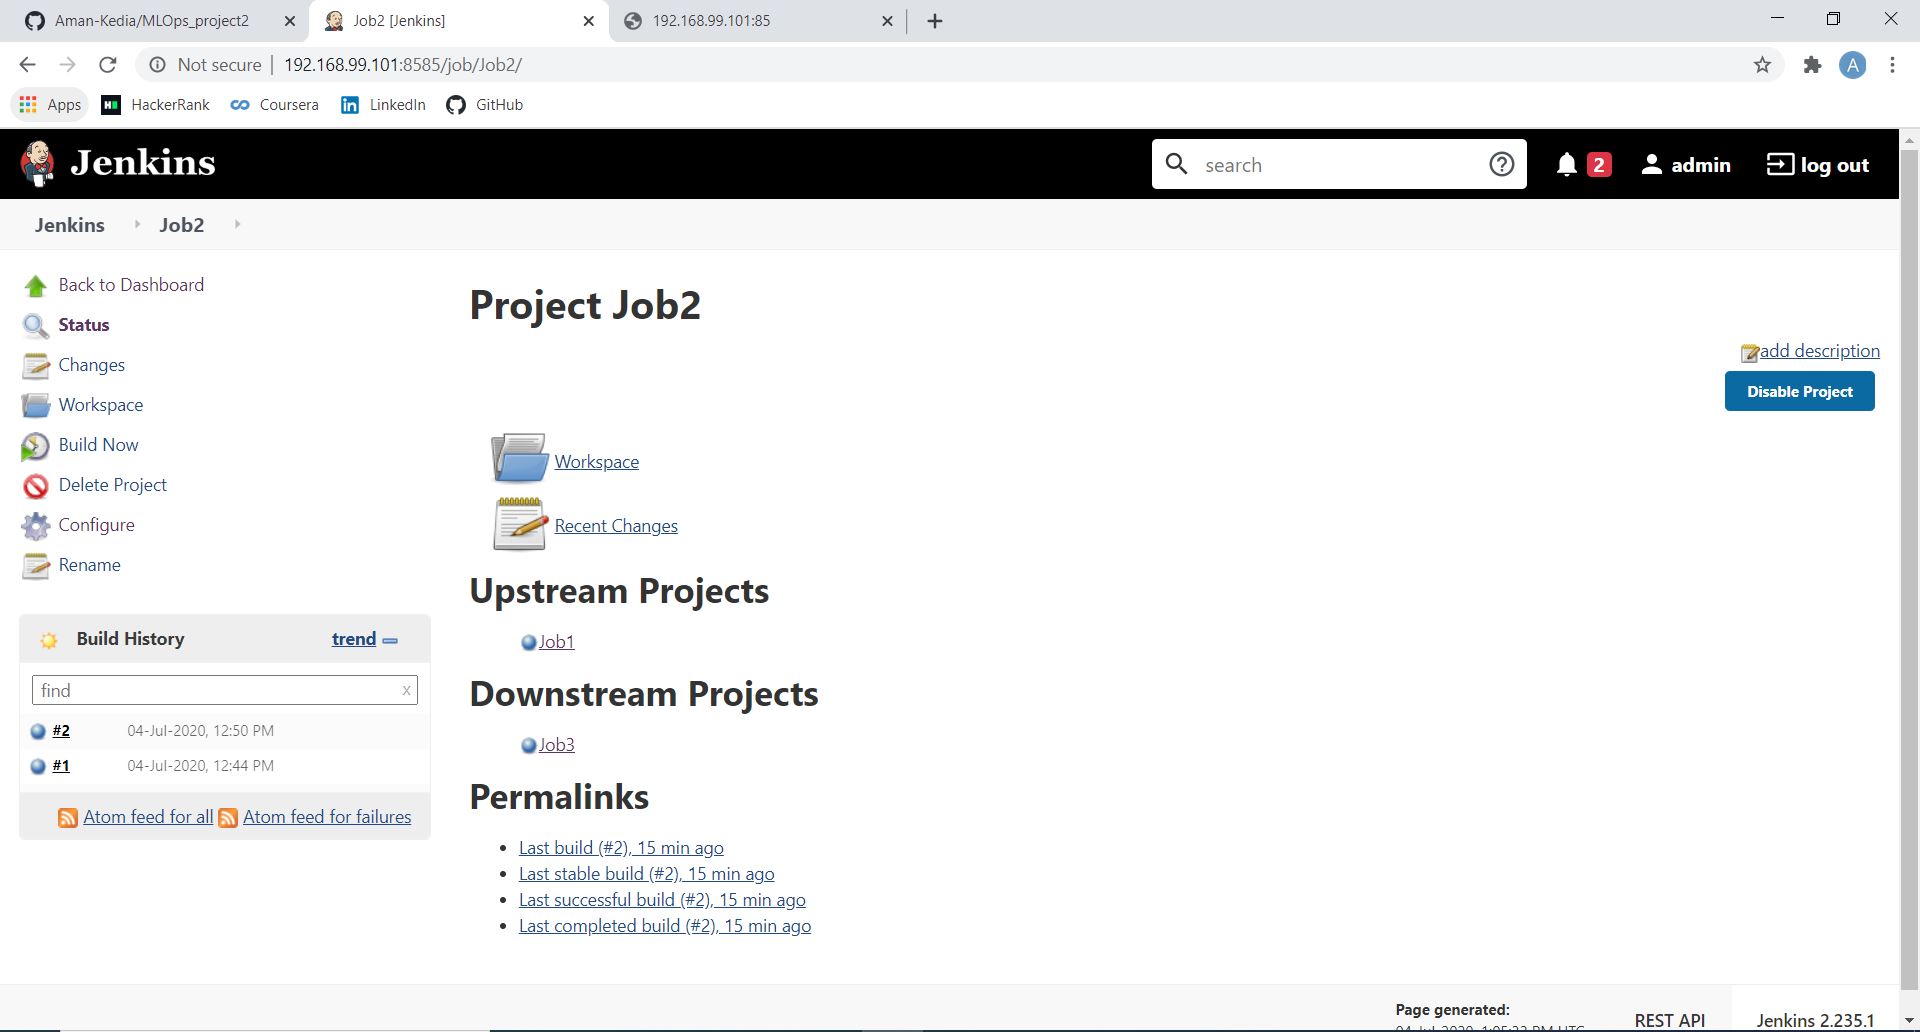 Aman-Kedia/MLOps_project2
Job2 [Jenkins]
192.168.99.101:85
Not secure | 192.168.99.101:8585/job/Job2/
A
Apps HackerRank Coursera LinkedIn GitHub
Jenkins
search
2
admin
log out
Jenkins Job2
Back to Dashboard
Status
Changes
Workspace
Build Now
Delete Project
Configure
Rename
Build History trend
find x
#2 04-Jul-2020, 12:50 PM
#1 04-Jul-2020, 12:44 PM
Atom feed for all Atom feed for failures
Project Job2
add description
Disable Project
Workspace
Recent Changes
Upstream Projects
Job1
Downstream Projects
Job3
Permalinks
Last build (#2), 15 min ago
Last stable build (#2), 15 min ago
Last successful build (#2), 15 min ago
Last completed build (#2), 15 min ago
Page generated:
REST API
Jenkins 2.235.1